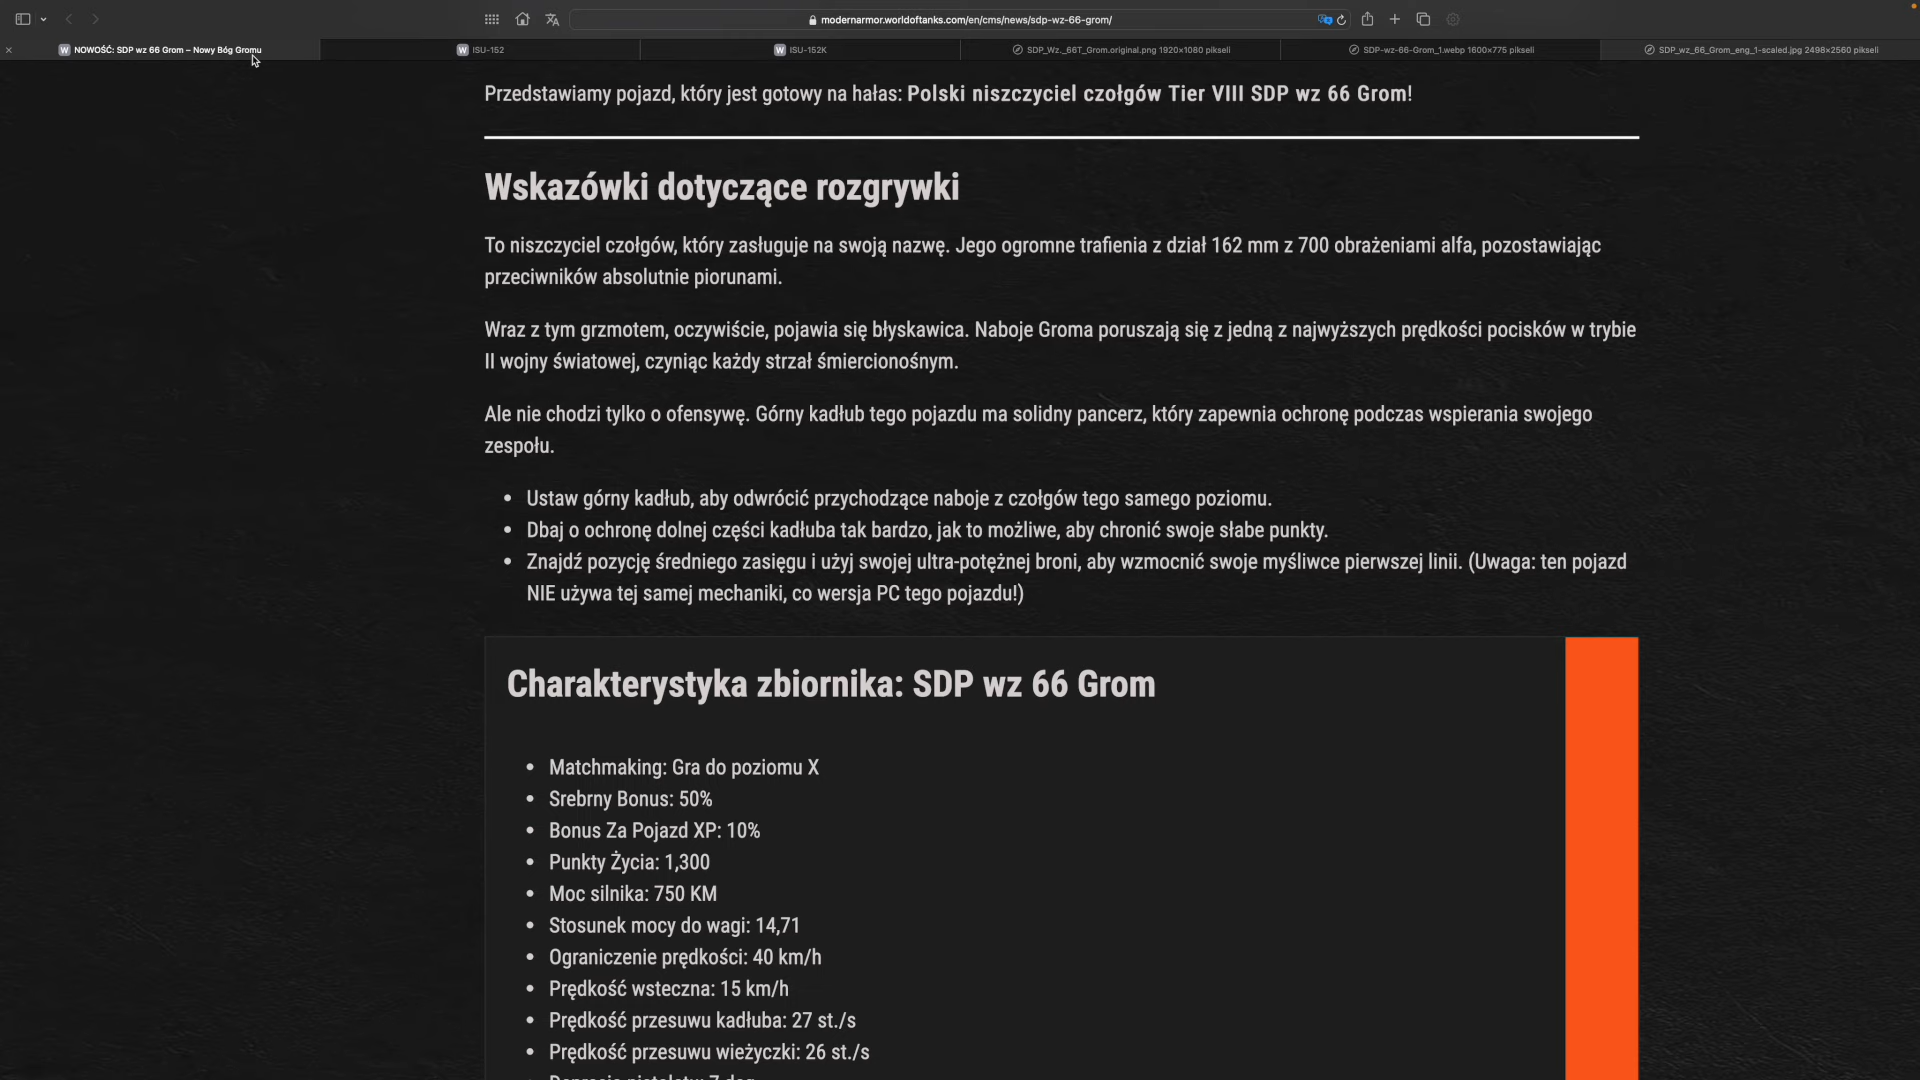 modernarmor.worldoftanks.com/en/cms/news/sdp-wz-66-grom/
NOWOŚĆ: SDP wz 66 Grom – Nowy Bóg Gromu
ISU-152
ISU-152K
SDP_Wz._66T_Grom.original.png 1920×1080 pikseli
SDP-wz-66-Grom_1.webp 1600×775 pikseli
SDP_wz_66_Grom_eng_1-scaled.jpg 2498×2560 pikseli
Przedstawiamy pojazd, który jest gotowy na hałas: Polski niszczyciel czołgów Tier VIII SDP wz 66 Grom!
Wskazówki dotyczące rozgrywki
To niszczyciel czołgów, który zasługuje na swoją nazwę. Jego ogromne trafienia z dział 162 mm z 700 obrażeniami alfa, pozostawiając
przeciwników absolutnie piorunami.
Wraz z tym grzmotem, oczywiście, pojawia się błyskawica. Naboje Groma poruszają się z jedną z najwyższych prędkości pocisków w trybie
II wojny światowej, czyniąc każdy strzał śmiercionośnym.
Ale nie chodzi tylko o ofensywę. Górny kadłub tego pojazdu ma solidny pancerz, który zapewnia ochronę podczas wspierania swojego
zespołu.
• Ustaw górny kadłub, aby odwrócić przychodzące naboje z czołgów tego samego poziomu.
• Dbaj o ochronę dolnej części kadłuba tak bardzo, jak to możliwe, aby chronić swoje słabe punkty.
• Znajdź pozycję średniego zasięgu i użyj swojej ultra-potężnej broni, aby wzmocnić swoje myśliwce pierwszej linii. (Uwaga: ten pojazd
NIE używa tej samej mechaniki, co wersja PC tego pojazdu!)
Charakterystyka zbiornika: SDP wz 66 Grom
• Matchmaking: Gra do poziomu X
• Srebrny Bonus: 50%
• Bonus Za Pojazd XP: 10%
• Punkty Życia: 1,300
• Moc silnika: 750 KM
• Stosunek mocy do wagi: 14,71
• Ograniczenie prędkości: 40 km/h
• Prędkość wsteczna: 15 km/h
• Prędkość przesuwu kadłuba: 27 st./s
• Prędkość przesuwu wieżyczki: 26 st./s